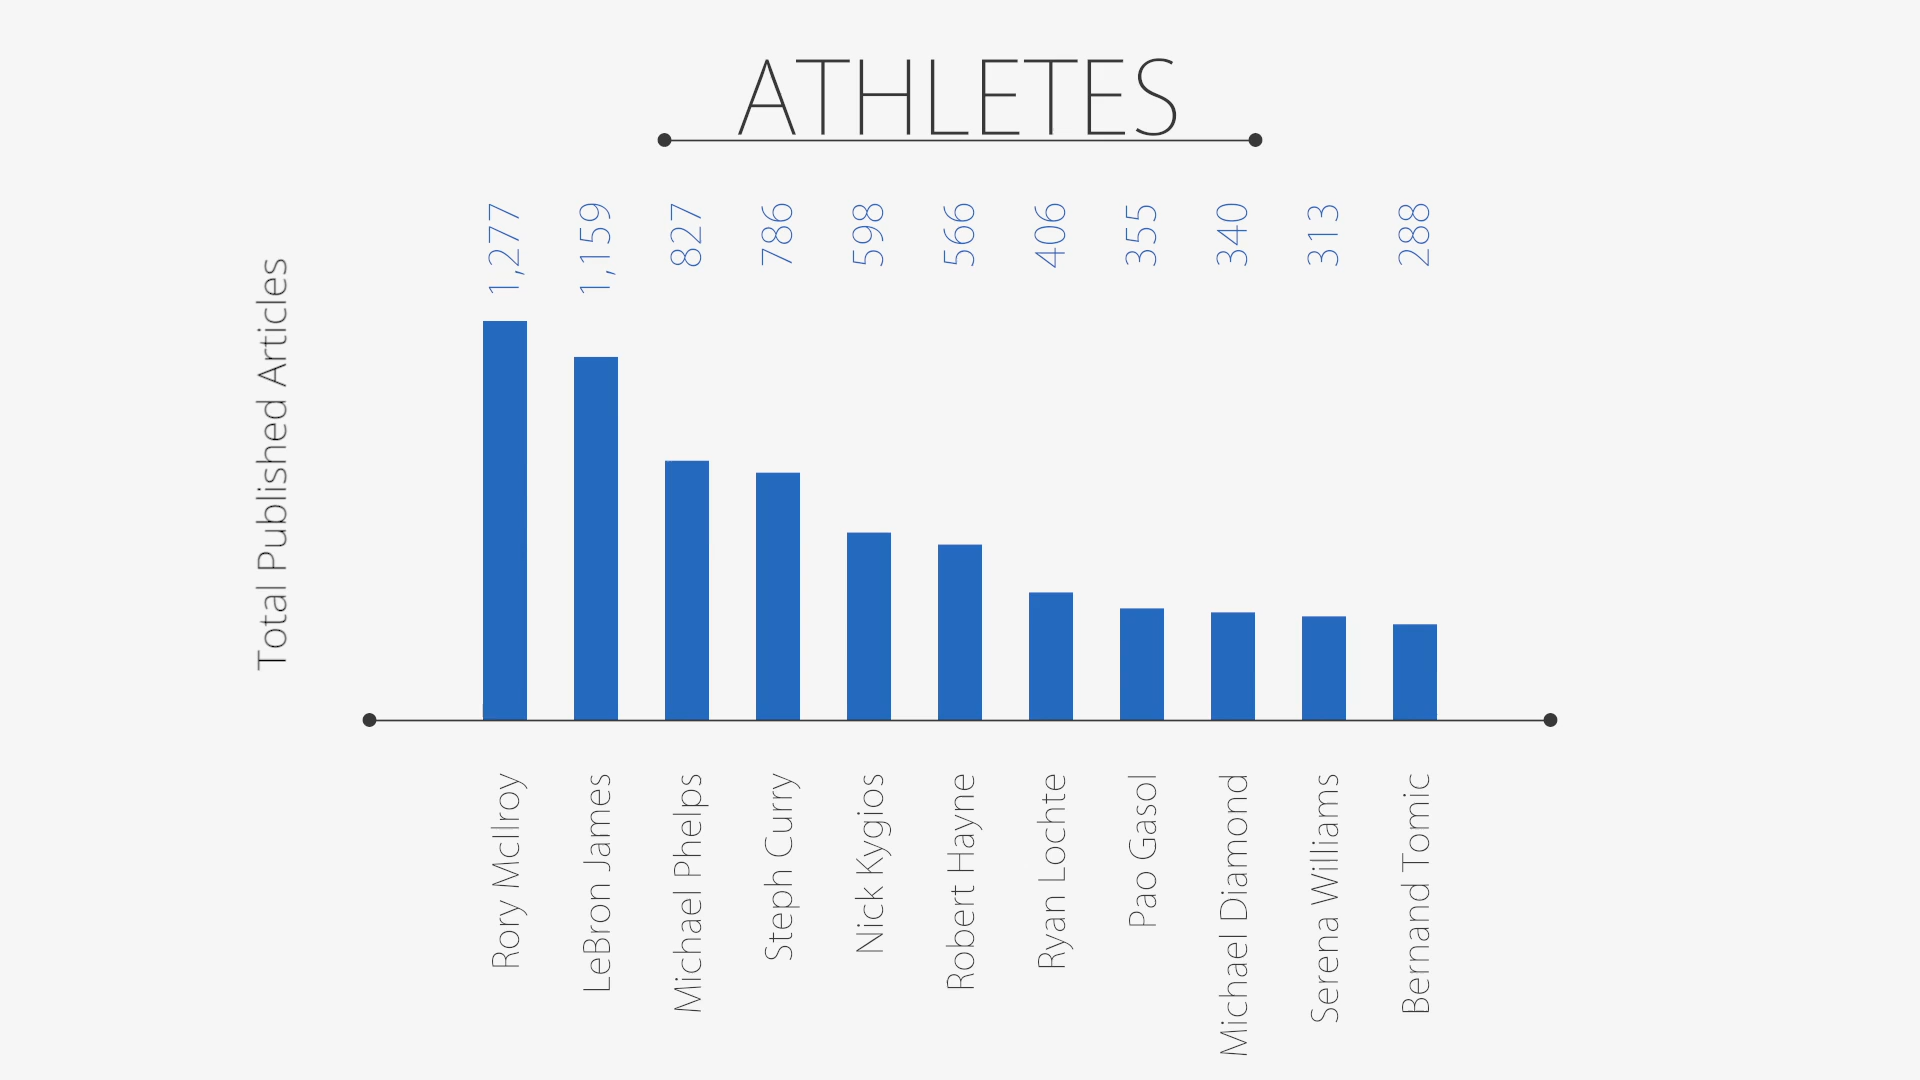 ATHLETES
Total Published Articles
1,277
1,159
827
786
598
566
406
355
340
313
288
Rory McIlroy
LeBron James
Michael Phelps
Steph Curry
Nick Kygios
Robert Hayne
Ryan Lochte
Pao Gasol
Michael Diamond
Serena Williams
Bernand Tomic